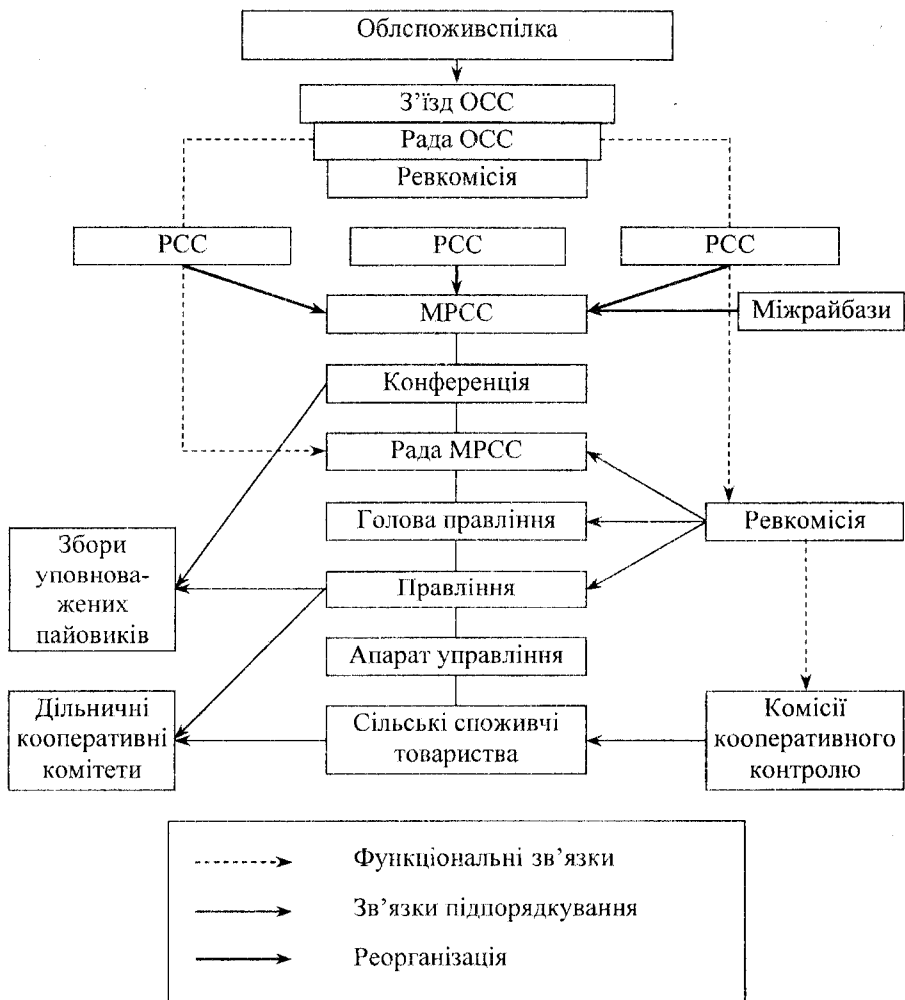 Облспоживспілка
З’їзд ОСС
Рада ОСС
Ревкомісія
РСС
РСС
РСС
МРСС
Міжрайбази
Конференція
Рада МРСС
Голова правління
Ревкомісія
Збори
уповнова-
жених
пайовиків
Правління
Апарат управління
Дільничні
кооперативні
комітети
Сільські споживчі
товариства
Комісії
кооперативного
контролю
Функціональні зв’язки
Зв’язки підпорядкування
Реорганізація